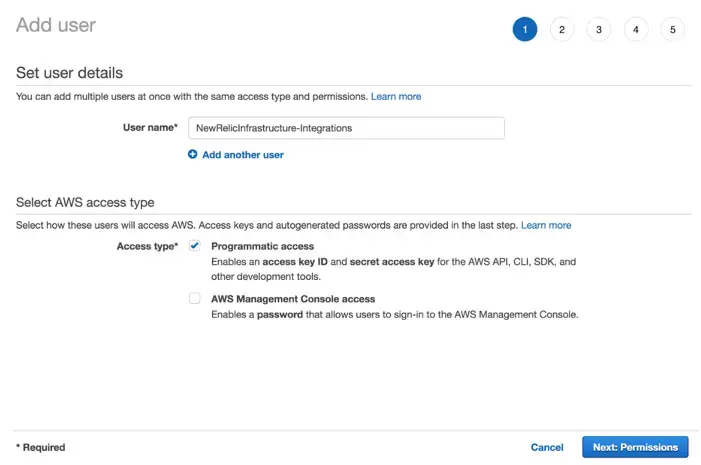 Add user
1 2 3 4 5
Set user details
You can add multiple users at once with the same access type and permissions. Learn more
User name* NewRelicInfrastructure-Integrations
Add another user
Select AWS access type
Select how these users will access AWS. Access keys and autogenerated passwords are provided in the last step. Learn more
Access type* Programmatic access
Enables an access key ID and secret access key for the AWS API, CLI, SDK, and
other development tools.
AWS Management Console access
Enables a password that allows users to sign-in to the AWS Management Console.
* Required Cancel Next: Permissions